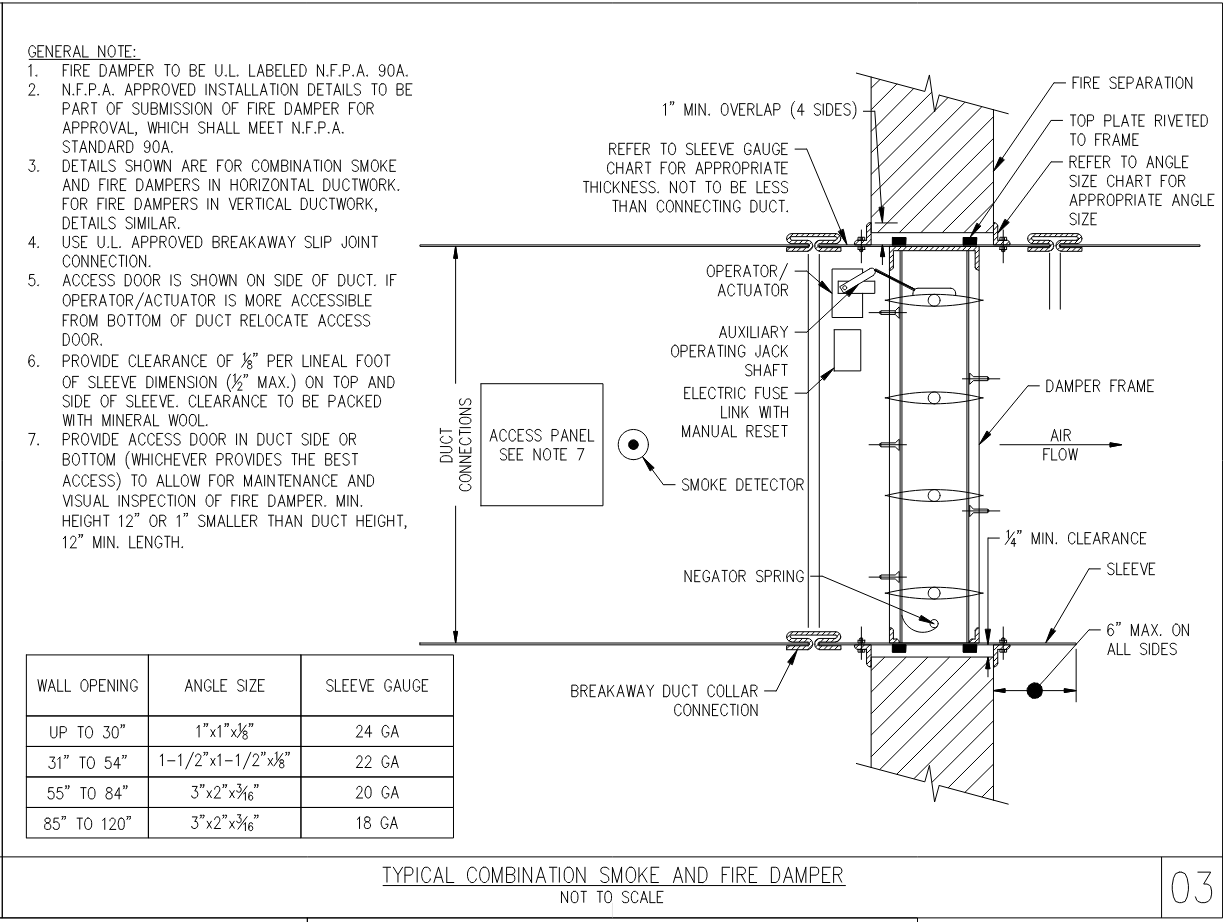 GENERAL NOTE:
1. FIRE DAMPER TO BE U.L. LABELED N.F.P.A. 90A.
2. N.F.P.A. APPROVED INSTALLATION DETAILS TO BE
PART OF SUBMISSION OF FIRE DAMPER FOR
APPROVAL, WHICH SHALL MEET N.F.P.A.
STANDARD 90A.
3. DETAILS SHOWN ARE FOR COMBINATION SMOKE
AND FIRE DAMPERS IN HORIZONTAL DUCTWORK.
FOR FIRE DAMPERS IN VERTICAL DUCTWORK,
DETAILS SIMILAR.
4. USE U.L. APPROVED BREAKAWAY SLIP JOINT
CONNECTION.
5. ACCESS DOOR IS SHOWN ON SIDE OF DUCT. IF
OPERATOR/ACTUATOR IS MORE ACCESSIBLE
FROM BOTTOM OF DUCT RELOCATE ACCESS
DOOR.
6. PROVIDE CLEARANCE OF ⅛" PER LINEAL FOOT
OF SLEEVE DIMENSION (½" MAX.) ON TOP AND
SIDE OF SLEEVE. CLEARANCE TO BE PACKED
WITH MINERAL WOOL.
7. PROVIDE ACCESS DOOR IN DUCT SIDE OR
BOTTOM (WHICHEVER PROVIDES THE BEST
ACCESS) TO ALLOW FOR MAINTENANCE AND
VISUAL INSPECTION OF FIRE DAMPER. MIN.
HEIGHT 12" OR 1" SMALLER THAN DUCT HEIGHT,
12" MIN. LENGTH.
1" MIN. OVERLAP (4 SIDES)
REFER TO SLEEVE GAUGE
CHART FOR APPROPRIATE
THICKNESS. NOT TO BE LESS
THAN CONNECTING DUCT.
FIRE SEPARATION
TOP PLATE RIVETED
TO FRAME
REFER TO ANGLE
SIZE CHART FOR
APPROPRIATE ANGLE
SIZE
OPERATOR/
ACTUATOR
AUXILIARY
OPERATING JACK
SHAFT
ELECTRIC FUSE
LINK WITH
MANUAL RESET
DAMPER FRAME
AIR
FLOW
DUCT
CONNECTIONS
ACCESS PANEL
SEE NOTE 7
SMOKE DETECTOR
¼" MIN. CLEARANCE
NEGATOR SPRING
SLEEVE
6" MAX. ON
ALL SIDES
BREAKAWAY DUCT COLLAR
CONNECTION
WALL OPENING ANGLE SIZE SLEEVE GAUGE
UP TO 30" 1"x1"x⅛" 24 GA
31" TO 54" 1-1/2"x1-1/2"x⅛" 22 GA
55" TO 84" 3"x2"x3/16" 20 GA
85" TO 120" 3"x2"x3/16" 18 GA
TYPICAL COMBINATION SMOKE AND FIRE DAMPER
NOT TO SCALE
03